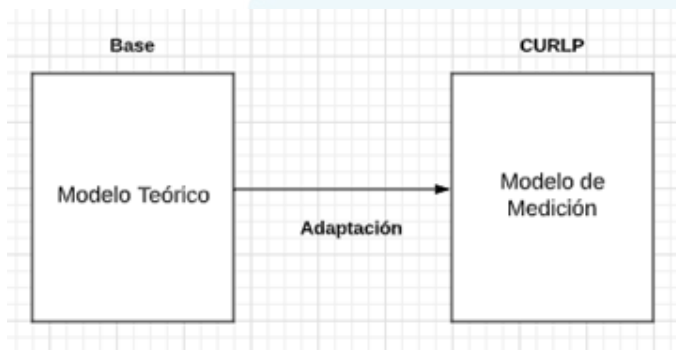 Base
CURLP
Modelo Teórico
Adaptación
Modelo de
Medición